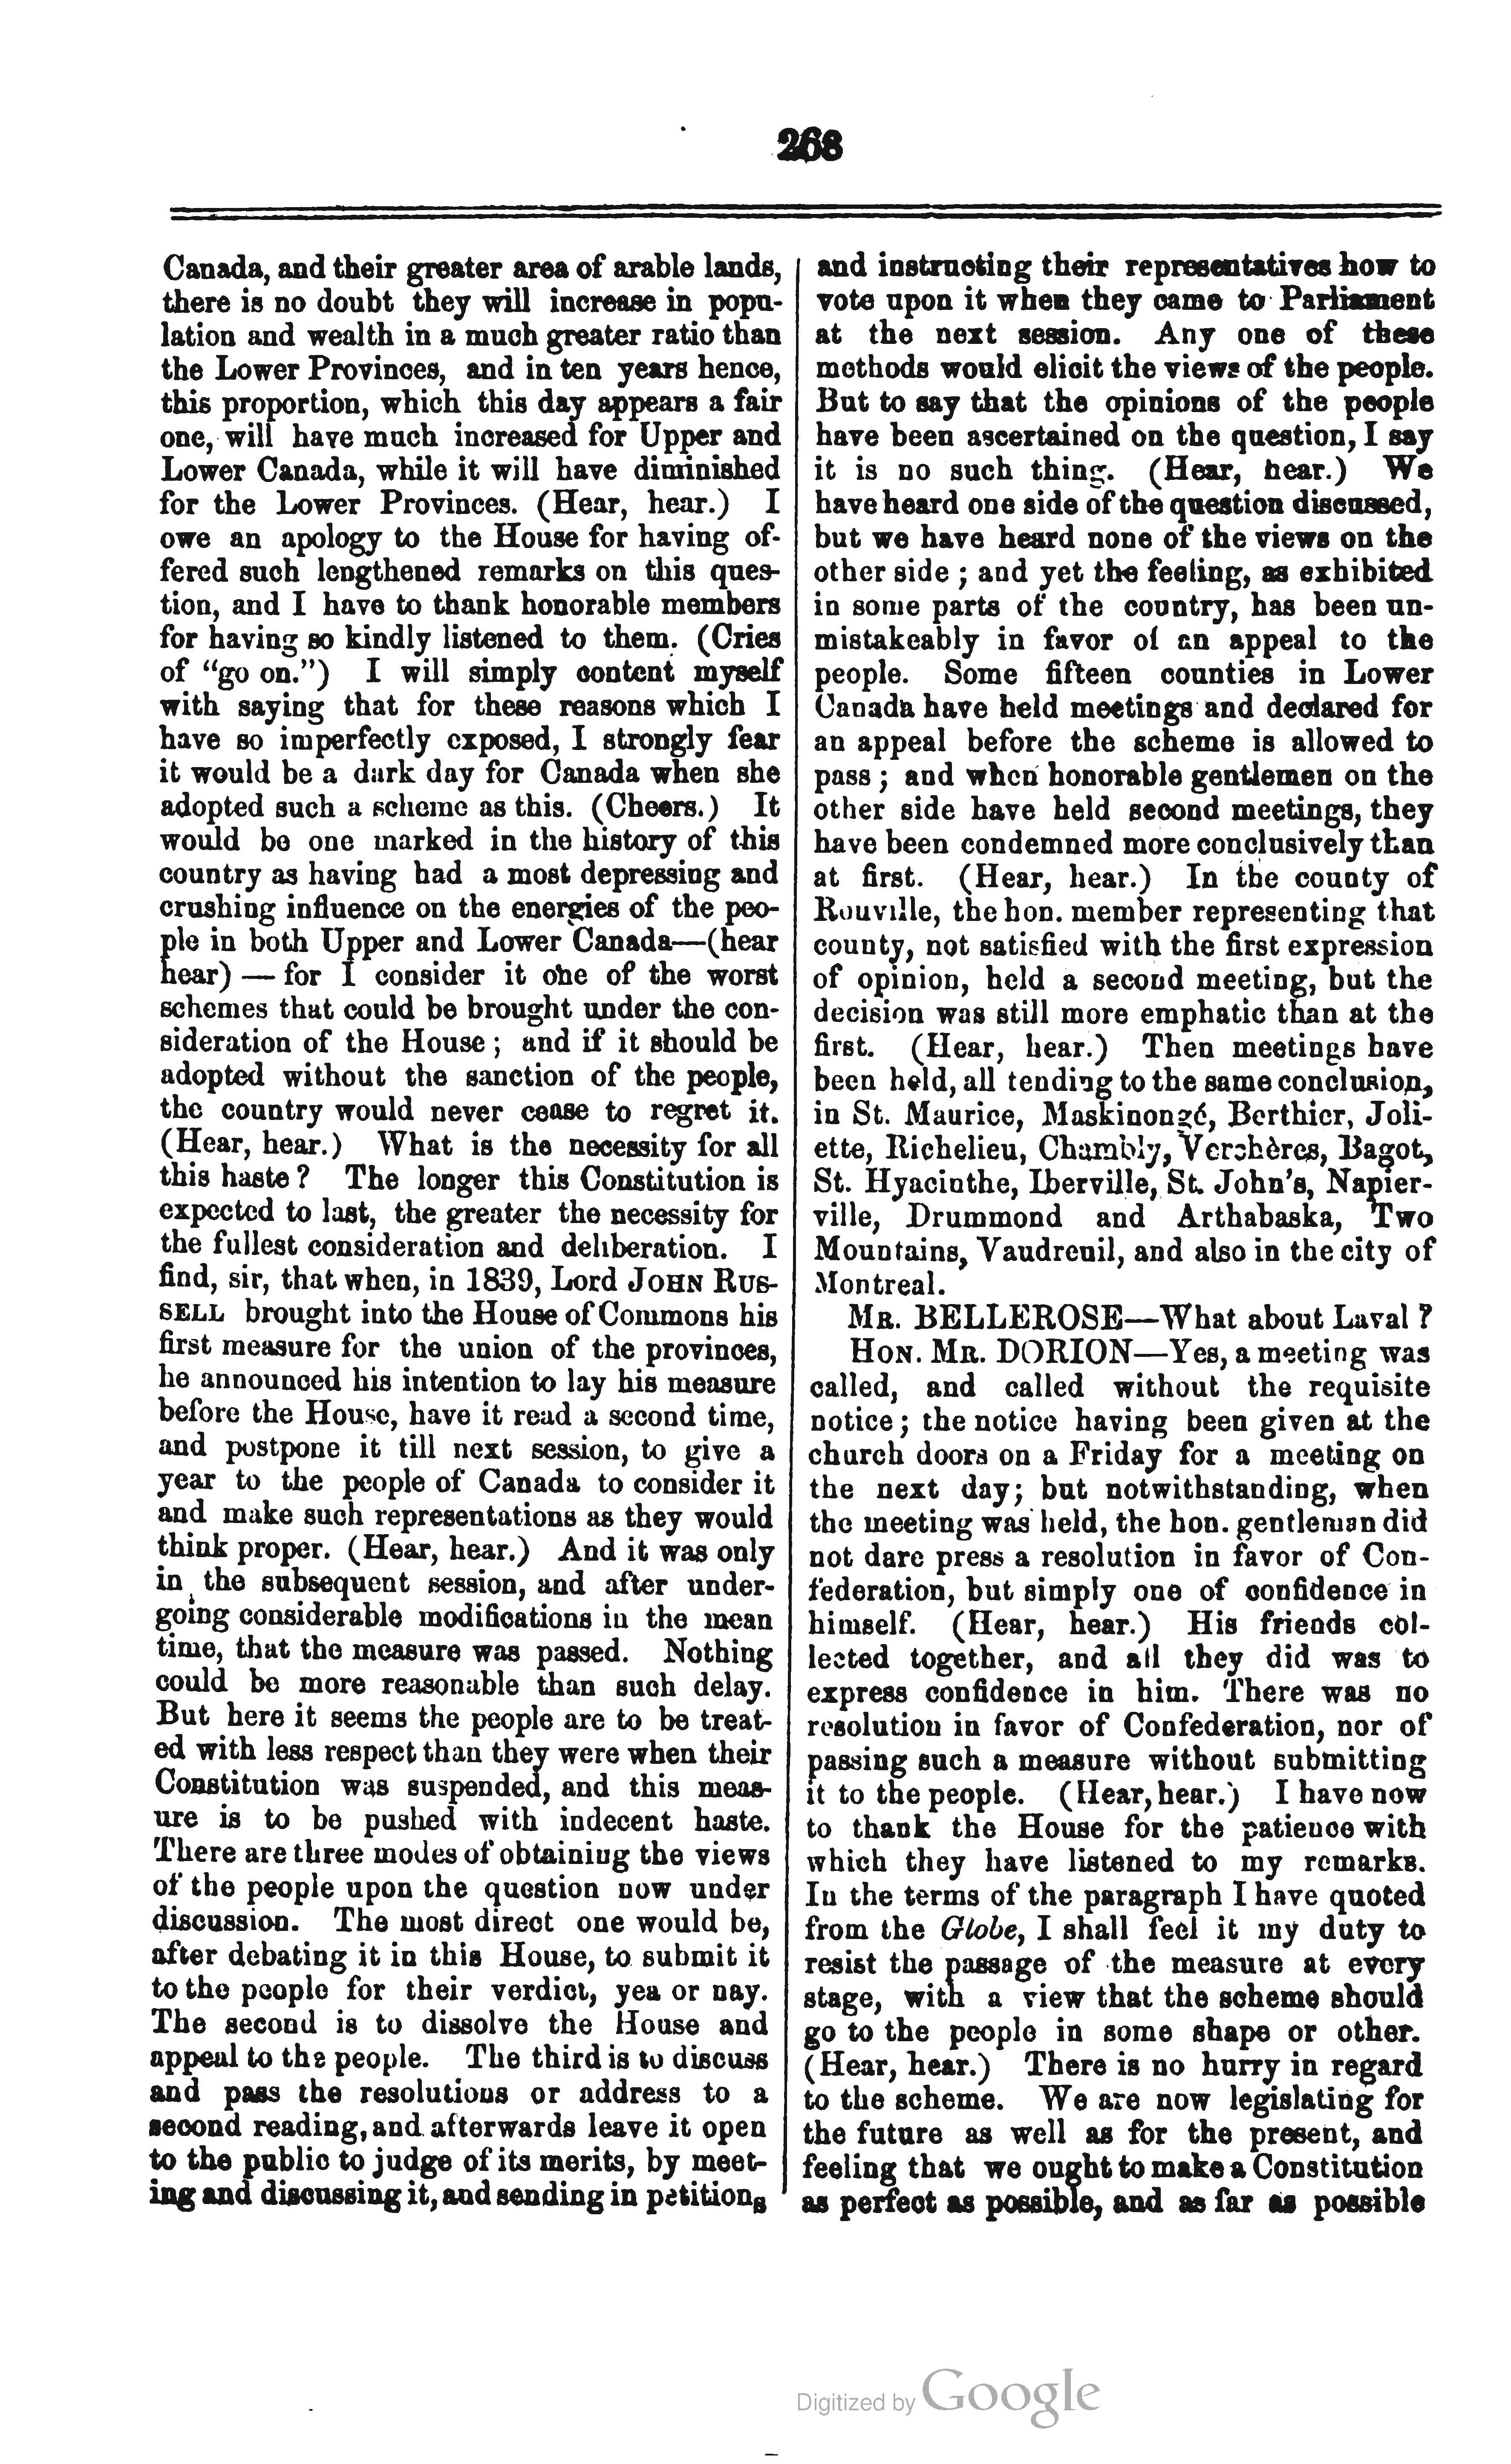 268
Canada, and their greater area of arable lands,
there is no doubt they will increase in popu-
lation and wealth in a much greater ratio than
the Lower Provinces, and in ten years hence,
this proportion, which this day appears a fair
one, will have much increased for Upper and
Lower Canada, while it will have diminished
for the Lower Provinces. (Hear, hear.) I
owe an apology to the House for having of-
fered such lengthened remarks on this ques-
tion, and I have to thank honorable members
for having so kindly listened to them. (Cries
of "go on.") I will simply content myself
with saying that for these reasons which I
have so imperfectly exposed, I strongly fear
it would be a dark day for Canada when she
adopted such a scheme as this. (Cheers.) It
would be one marked in the history of this
country as having had a most depressing and
crushing influence on the energies of the peo-
ple in both Upper and Lower Canada—(hear
hear) — for I consider it one of the worst
schemes that could be brought under the con-
sideration of the House; and if it should be
adopted without the sanction of the people,
the country would never cease to regret it.
(Hear, hear.) What is the necessity for all
this haste? The longer this Constitution is
expected to last, the greater the necessity for
the fullest consideration and deliberation. I
find, sir, that when, in 1839, Lord JOHN RUS-
SELL brought into the House of Commons his
first measure for the union of the provinces,
he announced his intention to lay his measure
before the House, have it read a second time,
and postpone it till next session, to give a
year to the people of Canada to consider it
and make such representations as they would
think proper. (Hear, hear.) And it was only
in the subsequent session, and after under-
going considerable modifications in the mean
time, that the measure was passed. Nothing
could be more reasonable than such delay.
But here it seems the people are to be treat-
ed with less respect than they were when their
Constitution was suspended, and this meas-
ure is to be pushed with indecent haste.
There are three modes of obtaining the views
of the people upon the question now under
discussion. The most direct one would be,
after debating it in this House, to submit it
to the people for their verdict, yea or nay.
The second is to dissolve the House and
appeal to the people. The third is to discuss
and pass the resolutions or address to a
second reading, and afterwards leave it open
to the public to judge of its merits, by meet-
ing and discussing it, and sending in petitions
and instructing their representatives how to
vote upon it when they came to Parliament
at the next session. Any one of these
methods would elicit the views of the people.
But to say that the opinions of the people
have been ascertained on the question, I say
it is no such thing. (Hear, hear.) We
have heard one side of the question discussed,
but we have heard none of the views on the
other side; and yet the feeling, as exhibited
in some parts of the country, has been un-
mistakeably in favor of an appeal to the
people. Some fifteen counties in Lower
Canada have held meetings and declared for
an appeal before the scheme is allowed to
pass; and when honorable gentlemen on the
other side have held second meetings, they
have been condemned more conclusively than
at first. (Hear, hear.) In the county of
Rouville, the hon. member representing that
county, not satisfied with the first expression
of opinion, held a second meeting, but the
decision was still more emphatic than at the
first. (Hear, hear.) Then meetings have
been held, all tending to the same conclusion,
in St. Maurice, Maskinongé, Berthier, Joli-
ette, Richelieu, Chambly, Verchères, Bagot,
St. Hyacinthe, Iberville, St. John's, Napier-
ville, Drummond and Arthabaska, Two
Mountains, Vaudreuil, and also in the city of
Montreal.
MR. BELLEROSE—What about Laval?
HON. MR. DORION—Yes, a meeting was
called, and called without the requisite
notice; the notice having been given at the
church doors on a Friday for a meeting on
the next day; but notwithstanding, when
the meeting was held, the hon. gentleman did
not dare press a resolution in favor of Con-
federation, but simply one of confidence in
himself. (Hear, hear.) His friends col-
lected together, and all they did was to
express confidence in him. There was no
resolution in favor of Confederation, nor of
passing such a measure without submitting
it to the people. (Hear, hear.) I have now
to thank the House for the patience with
which they have listened to my remarks.
In the terms of the paragraph I have quoted
from the Globe, I shall feel it my duty to
resist the passage of the measure at every
stage, with a view that the scheme should
go to the people in some shape or other.
(Hear, hear.) There is no hurry in regard
to the scheme. We are now legislating for
the future as well as for the present, and
feeling that we ought to make a Constitution
as perfect as possible, and as far as possible
Digitized by Google